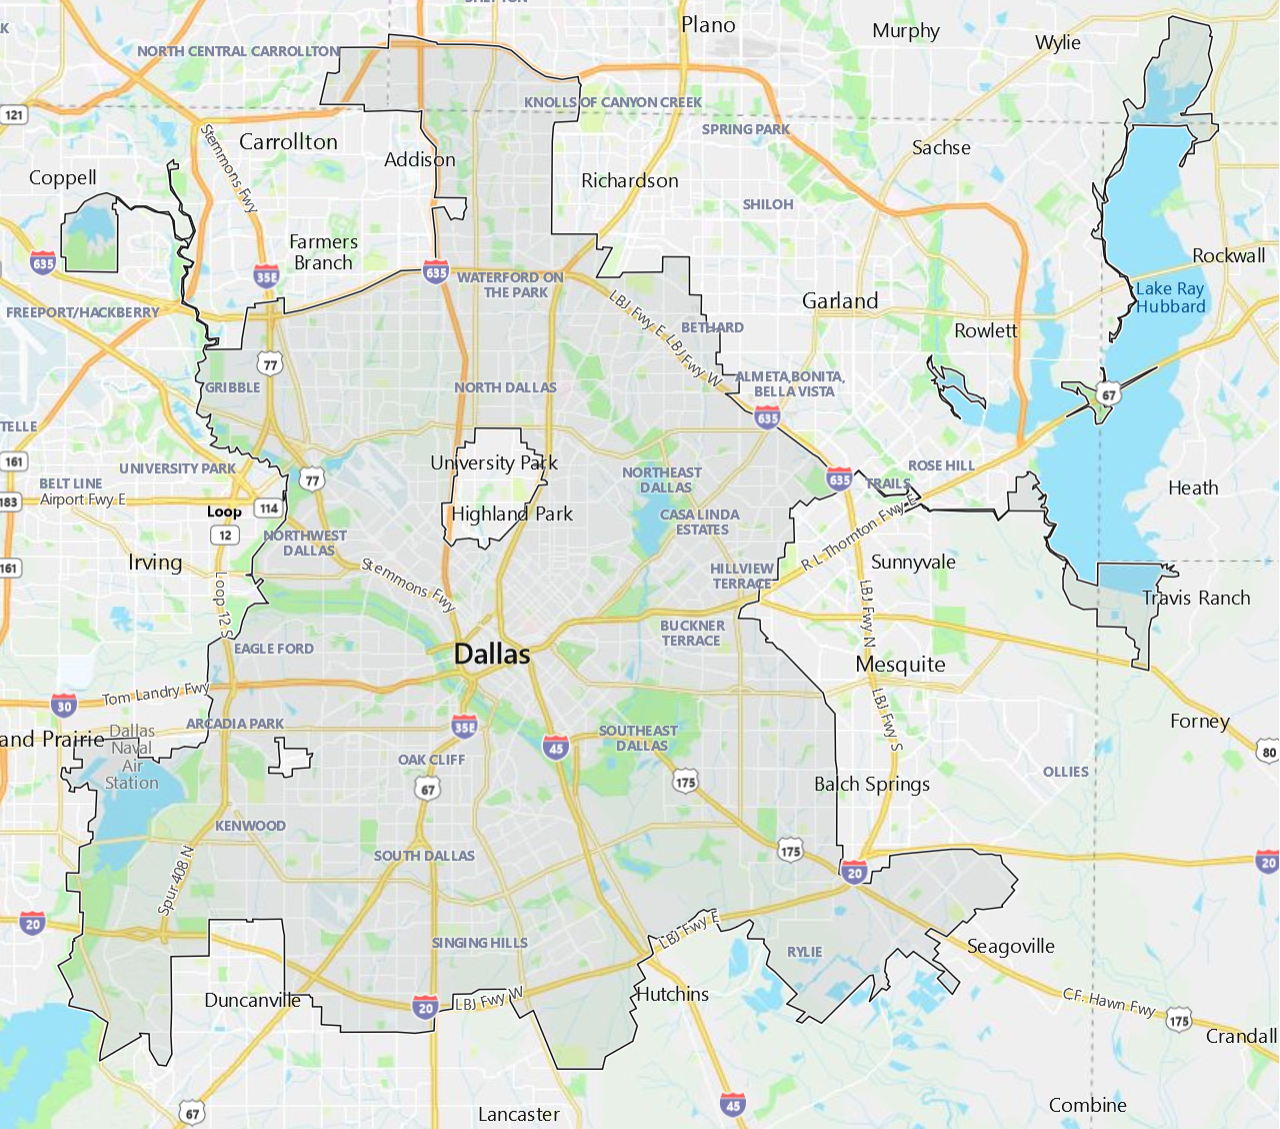 Plano
Murphy
Wylie
NORTH CENTRAL CARROLLTON
KNOLLS OF CANYON CREEK
121
Stemmons Fwy
Carrollton
Addison
SPRING PARK
Sachse
Coppell
Richardson
SHILOH
Farmers
Branch
635
35E
635
WATERFORD ON
THE PARK
Rockwall
Lake Ray
Hubbard
FREEPORT/HACKBERRY
LBJ Fwy E
LBJ Fwy W
BETHARD
Garland
Rowlett
77
GRIBBLE
NORTH DALLAS
ALMETA,BONITA,
BELLA VISTA
67
635
TELLE
161
UNIVERSITY PARK
77
University Park
NORTHEAST
DALLAS
635
ROSE HILL
TRAILS
BELT LINE
183
Airport Fwy E
Loop
12
114
Highland Park
CASA LINDA
ESTATES
Heath
R L Thornton Fwy E
NORTHWEST
DALLAS
161
Irving
Stemmons Fwy
HILLVIEW
TERRACE
Sunnyvale
Loop 12 S
LBJ Fwy N
Travis Ranch
BUCKNER
TERRACE
EAGLE FORD
Dallas
Mesquite
30
Tom Landry Fwy
LBJ Fwy S
ARCADIA PARK
35E
and Prairie
Dallas
Naval
Air
Station
45
SOUTHEAST
DALLAS
Forney
80
OAK CLIFF
67
175
Balch Springs
OLLIES
KENWOOD
SOUTH DALLAS
175
20
20
Spur 408 N
20
SINGING HILLS
LBJ Fwy E
RYLIE
Seagoville
Duncanville
20
LBJ Fwy W
Hutchins
C.F. Hawn Fwy
175
Crandall
67
Lancaster
45
Combine